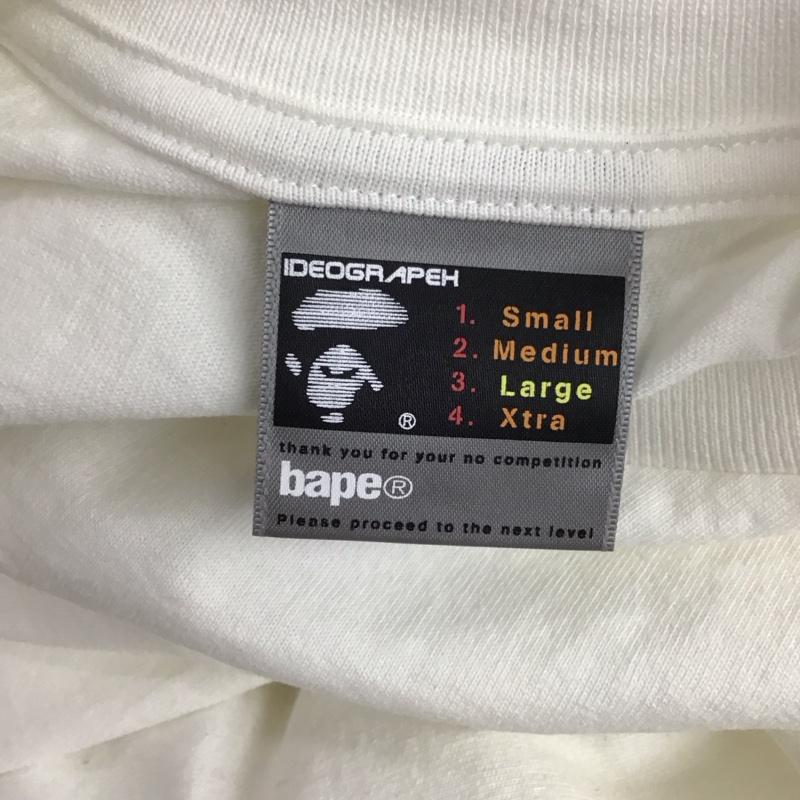 IDEOGRAPEH
1. Small
2. Medium
3. Large
4. Xtra
®
thank you for your no competition
bape®
Please proceed to the next level